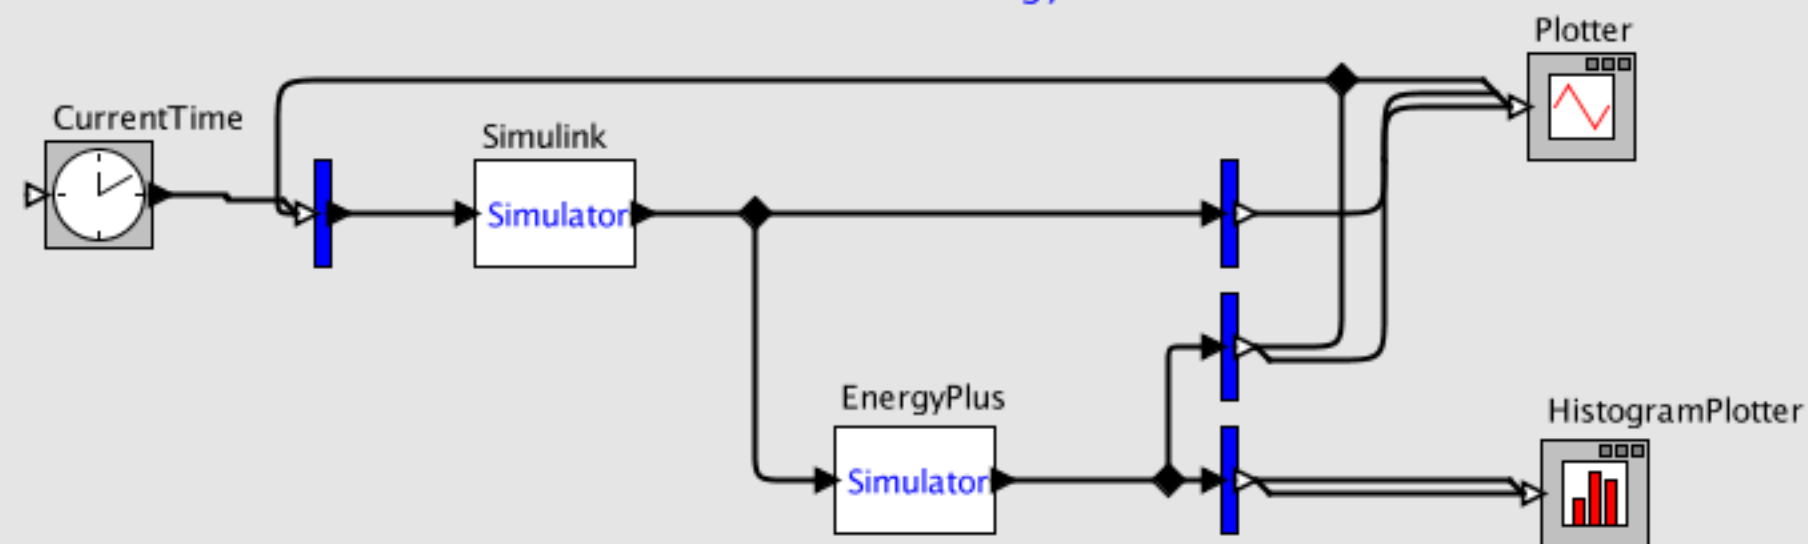 Plotter
CurrentTime
Simulink
Simulator
EnergyPlus
Simulator
HistogramPlotter